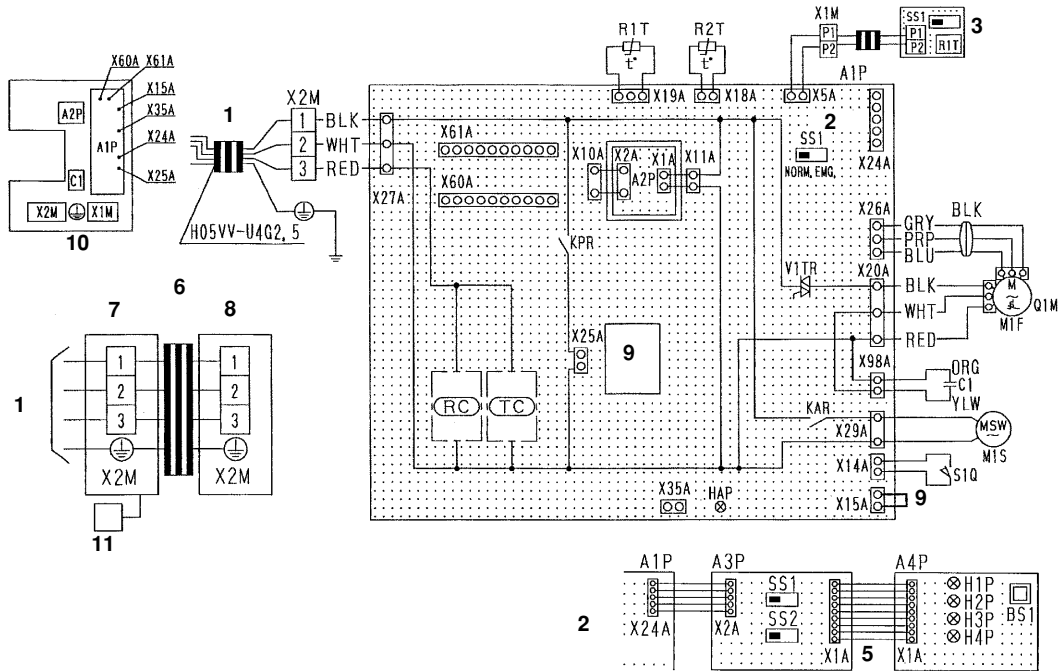 R1T
R2T
X1M
P1
P2
SS1
P1
P2
R1T
3
t°
t°
X60A
X61A
X15A
X35A
X24A
X25A
A2P
A1P
C1
X2M
X1M
10
1
X2M
1
2
3
BLK
WHT
RED
H05VV-U4G2,5
X27A
X19A
X18A
X5A
A1P
2
X61A
X60A
X10A
X2A
A2P
X1A
X11A
SS1
NORM, EMG.
X24A
X26A
GRY
PRP
BLU
BLK
KPR
V1TR
X20A
BLK
WHT
RED
M
~
M1F
Q1M
6
7
8
1
1
2
3
X2M
1
2
3
X2M
11
X25A
9
RC
TC
X98A
ORG
C1
YLW
KAR
X29A
MSW
~
M1S
X14A
S1Q
X35A
HAP
X15A
9
2
A1P
X24A
A3P
SS1
SS2
X2A
X1A
5
A4P
X1A
H1P
H2P
H3P
H4P
BS1